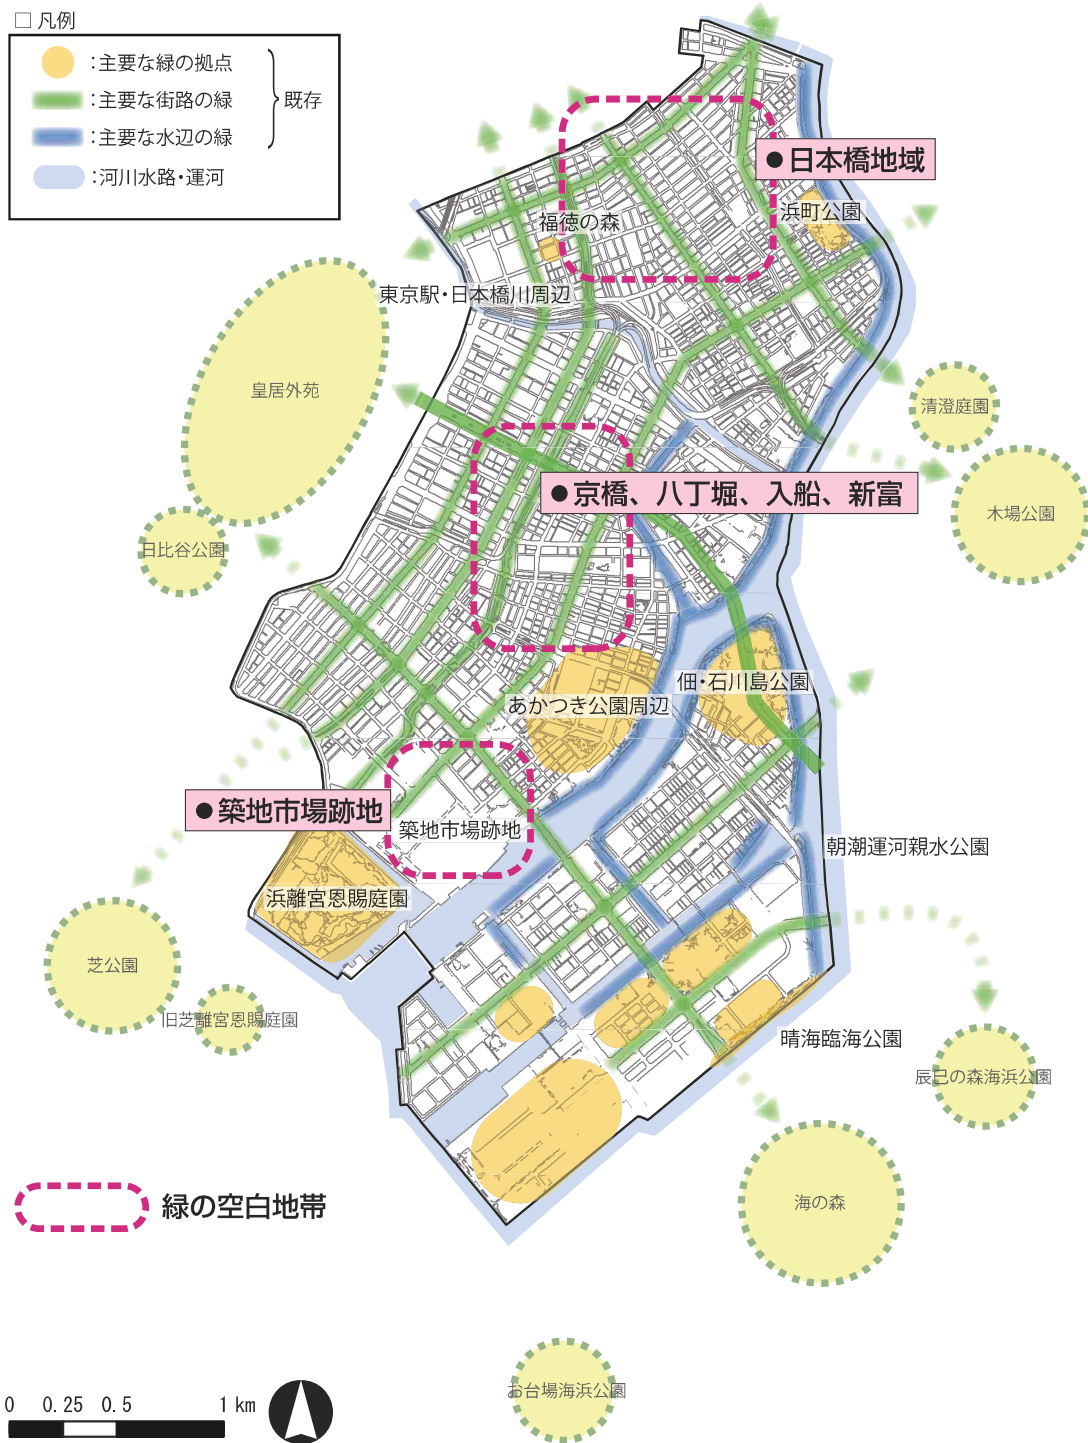 □ 凡例
：主要な緑の拠点
：主要な街路の緑
：主要な水辺の緑
既存
：河川水路・運河
●日本橋地域
浜町公園
福徳の森
東京駅・日本橋川周辺
皇居外苑
清澄庭園
●京橋、八丁堀、入船、新富
木場公園
日比谷公園
佃・石川島公園
あかつき公園周辺
●築地市場跡地
築地市場跡地
朝潮運河親水公園
浜離宮恩賜庭園
芝公園
旧芝離宮恩賜庭園
晴海臨海公園
辰巳の森海浜公園
海の森
緑の空白地帯
お台場海浜公園
0 0.25 0.5 1 km